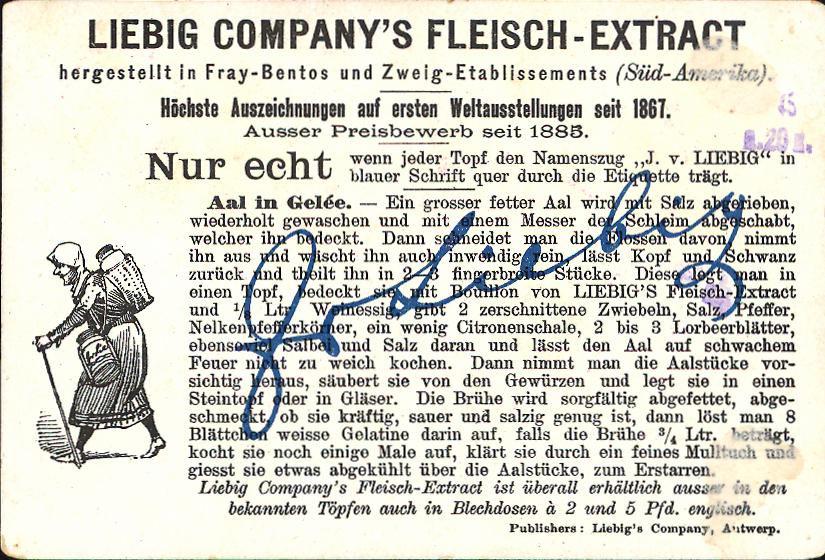 LIEBIG COMPANY'S FLEISCH-EXTRACT
hergestellt in Fray-Bentos und Zweig-Etablissements (Süd-Amerika).
Höchste Auszeichnungen auf ersten Weltausstellungen seit 1867.
Ausser Preisbewerb seit 1885.
Nur echt wenn jeder Topf den Namenszug „J. v. LIEBIG“ in
blauer Schrift quer durch die Etiquette trägt.
Aal in Gelée. — Ein grosser fetter Aal wird mit Salz abgerieben,
wiederholt gewaschen und mit einem Messer der Schleim abgeschabt,
welcher ihn bedeckt. Dann schneidet man die Flossen davon, nimmt
ihn aus und wäscht ihn auch inwendig rein, lässt Kopf und Schwanz
zurück und theilt ihn in 2—3 fingerbreite Stücke. Diese legt man in
einen Topf, bedeckt sie mit Bouillon von LIEBIG'S Fleisch-Extract
und ½ Ltr. Weinessig, gibt 2 zerschnittene Zwiebeln, Salz, Pfeffer,
Nelkenpfefferkörner, ein wenig Citronenschale, 2 bis 3 Lorbeerblätter,
ebensoviel Salbei und Salz daran und lässt den Aal auf schwachem
Feuer nicht zu weich kochen. Dann nimmt man die Aalstücke vor-
sichtig heraus, säubert sie von den Gewürzen und legt sie in einen
Steintopf oder in Gläser. Die Brühe wird sorgfältig abgefettet, abge-
schmeckt, ob sie kräftig, sauer und salzig genug ist, dann löst man 8
Blättchen weisse Gelatine darin auf, falls die Brühe ¾ Ltr. beträgt,
kocht sie noch einige Male auf, klärt sie durch ein feines Mulltuch und
giesst sie etwas abgekühlt über die Aalstücke, zum Erstarren.
Liebig Company's Fleisch-Extract ist überall erhältlich ausser in den
bekannten Töpfen auch in Blechdosen à 2 und 5 Pfd. englisch.
Publishers: Liebig's Company, Antwerp.